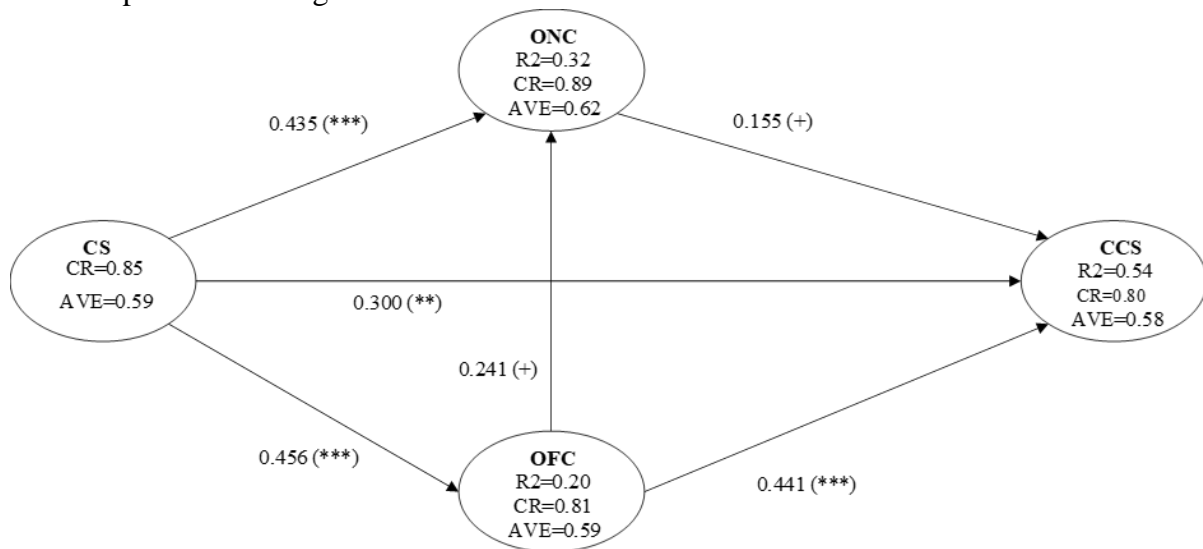 ONC
R2=0.32
CR=0.89
AVE=0.62
0.435 (***)
0.155 (+)
CS
CR=0.85
AVE=0.59
CCS
R2=0.54
CR=0.80
AVE=0.58
0.300 (**)
0.241 (+)
0.456 (***)
OFC
R2=0.20
CR=0.81
AVE=0.59
0.441 (***)